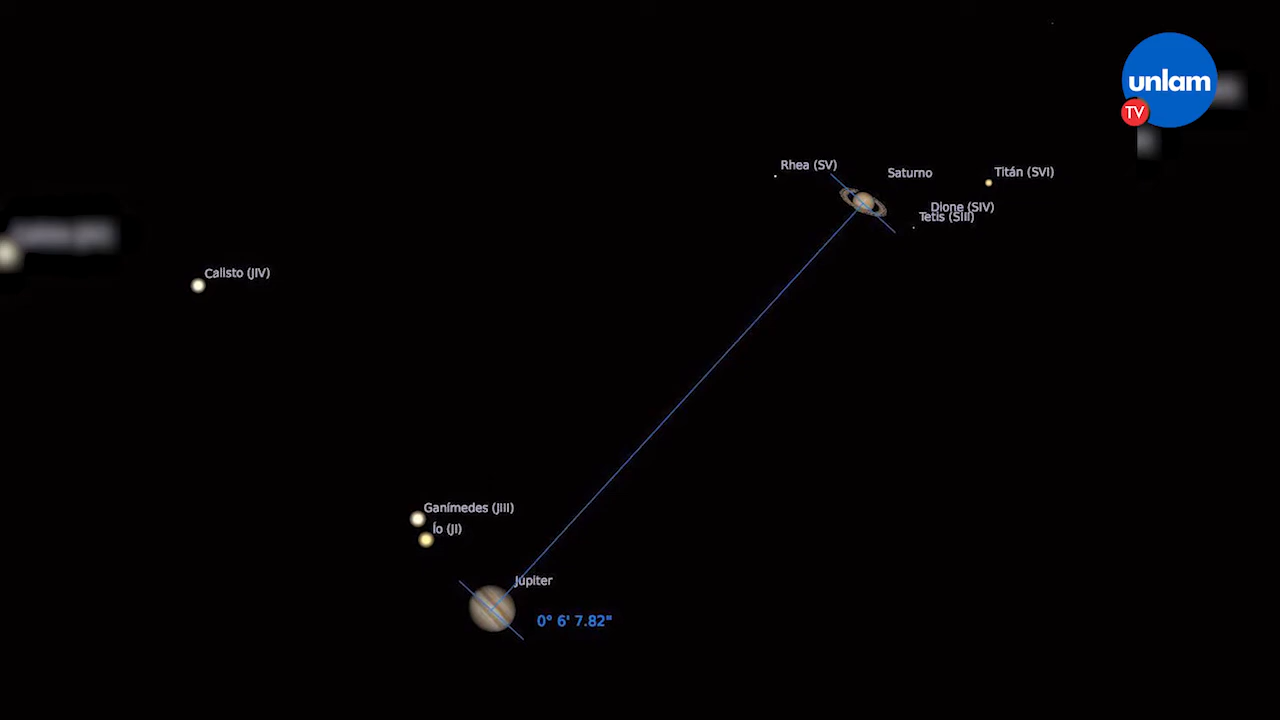 unlam
TV
Rhea (SV)
Saturno
Titán (SVI)
Dione (SIV)
Tetis (SIII)
Calisto (JIV)
Ganímedes (JIII)
Ío (JI)
Júpiter
0° 6' 7.82"